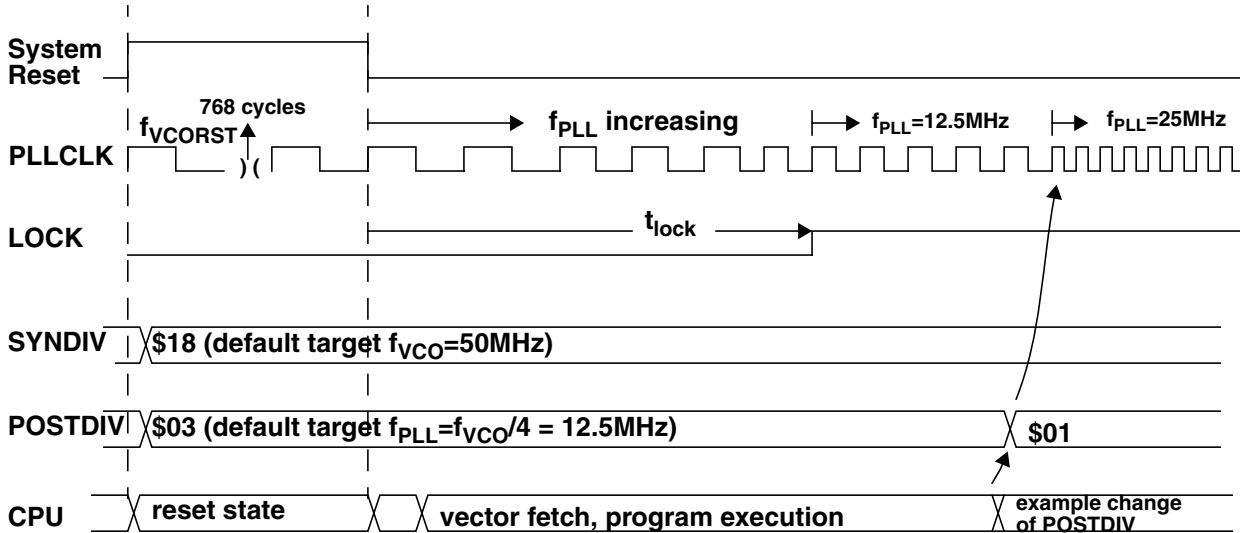 System
Reset
768 cycles
fVCORST
fPLL increasing
fPLL=12.5MHz
fPLL=25MHz
PLLCLK
) (
tlock
LOCK
SYNDIV
$18 (default target fVCO=50MHz)
POSTDIV
$03 (default target fPLL=fVCO/4 = 12.5MHz)
$01
CPU
reset state
vector fetch, program execution
example change
of POSTDIV